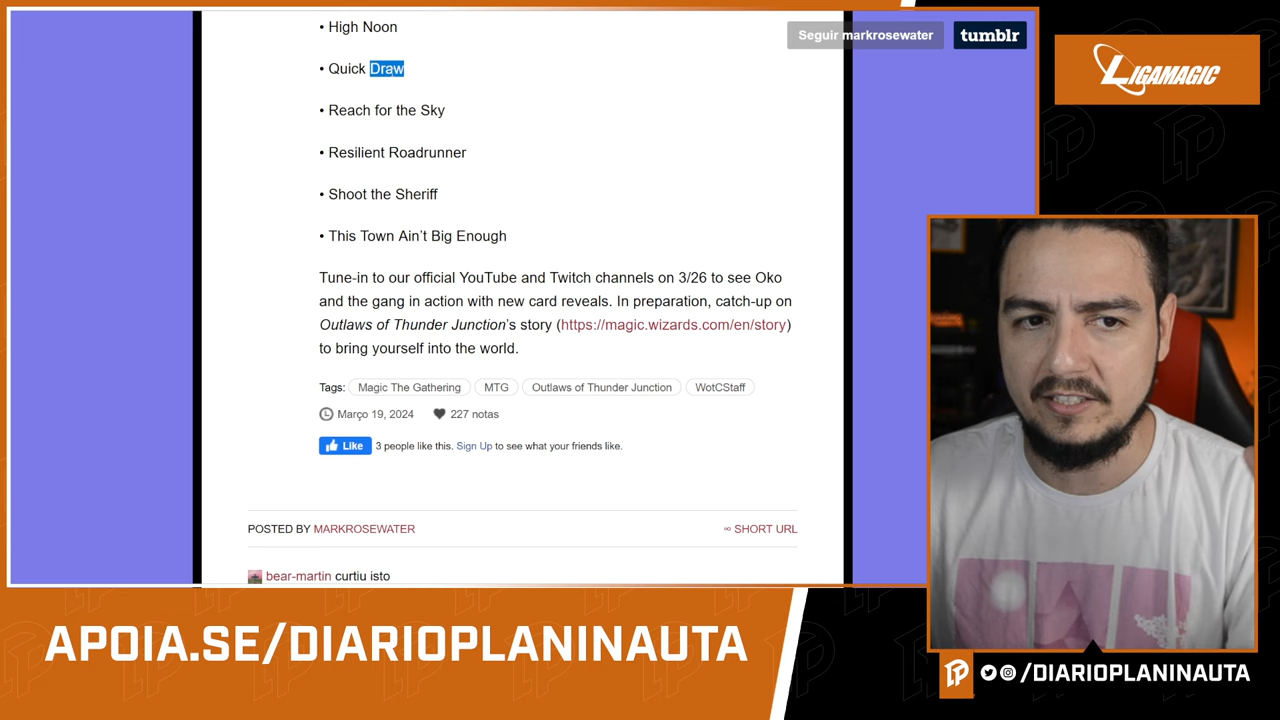 • High Noon
Seguir markrosewater
tumblr
LIGAMAGIC
• Quick Draw
• Reach for the Sky
• Resilient Roadrunner
• Shoot the Sheriff
• This Town Ain’t Big Enough
Tune-in to our official YouTube and Twitch channels on 3/26 to see Oko
and the gang in action with new card reveals. In preparation, catch-up on
Outlaws of Thunder Junction’s story (https://magic.wizards.com/en/story)
to bring yourself into the world.
Tags: Magic The Gathering MTG Outlaws of Thunder Junction WotCStaff
Março 19, 2024 227 notas
Like 3 people like this. Sign Up to see what your friends like.
POSTED BY MARKROSEWATER
∞ SHORT URL
bear-martin curtiu isto
APOIA.SE/DIARIOPLANINAUTA
/DIARIOPLANINAUTA